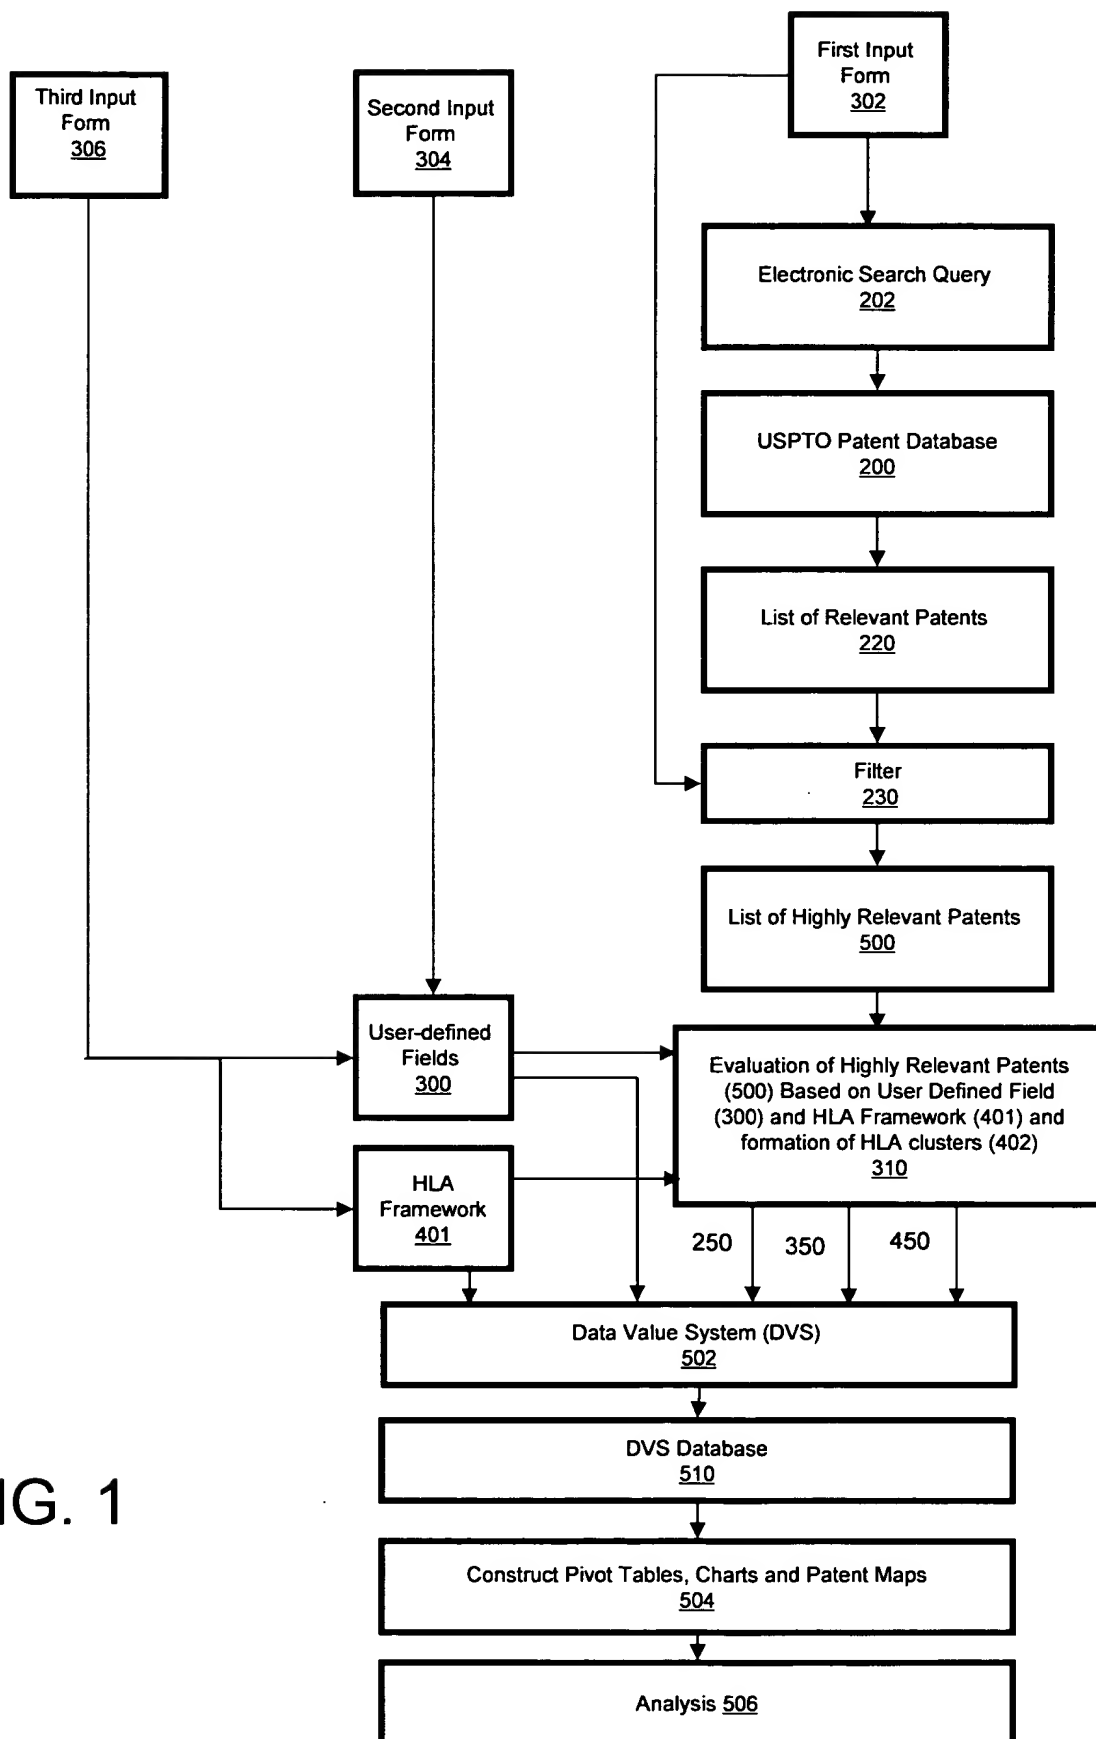 First Input
Form
302
Third Input
Form
306
Second Input
Form
304
Electronic Search Query
202
USPTO Patent Database
200
List of Relevant Patents
220
Filter
230
List of Highly Relevant Patents
500
User-defined
Fields
300
Evaluation of Highly Relevant Patents
(500) Based on User Defined Field
(300) and HLA Framework (401) and
formation of HLA clusters (402)
310
HLA
Framework
401
250
350
450
Data Value System (DVS)
502
DVS Database
510
IG. 1
Construct Pivot Tables, Charts and Patent Maps
504
Analysis 506